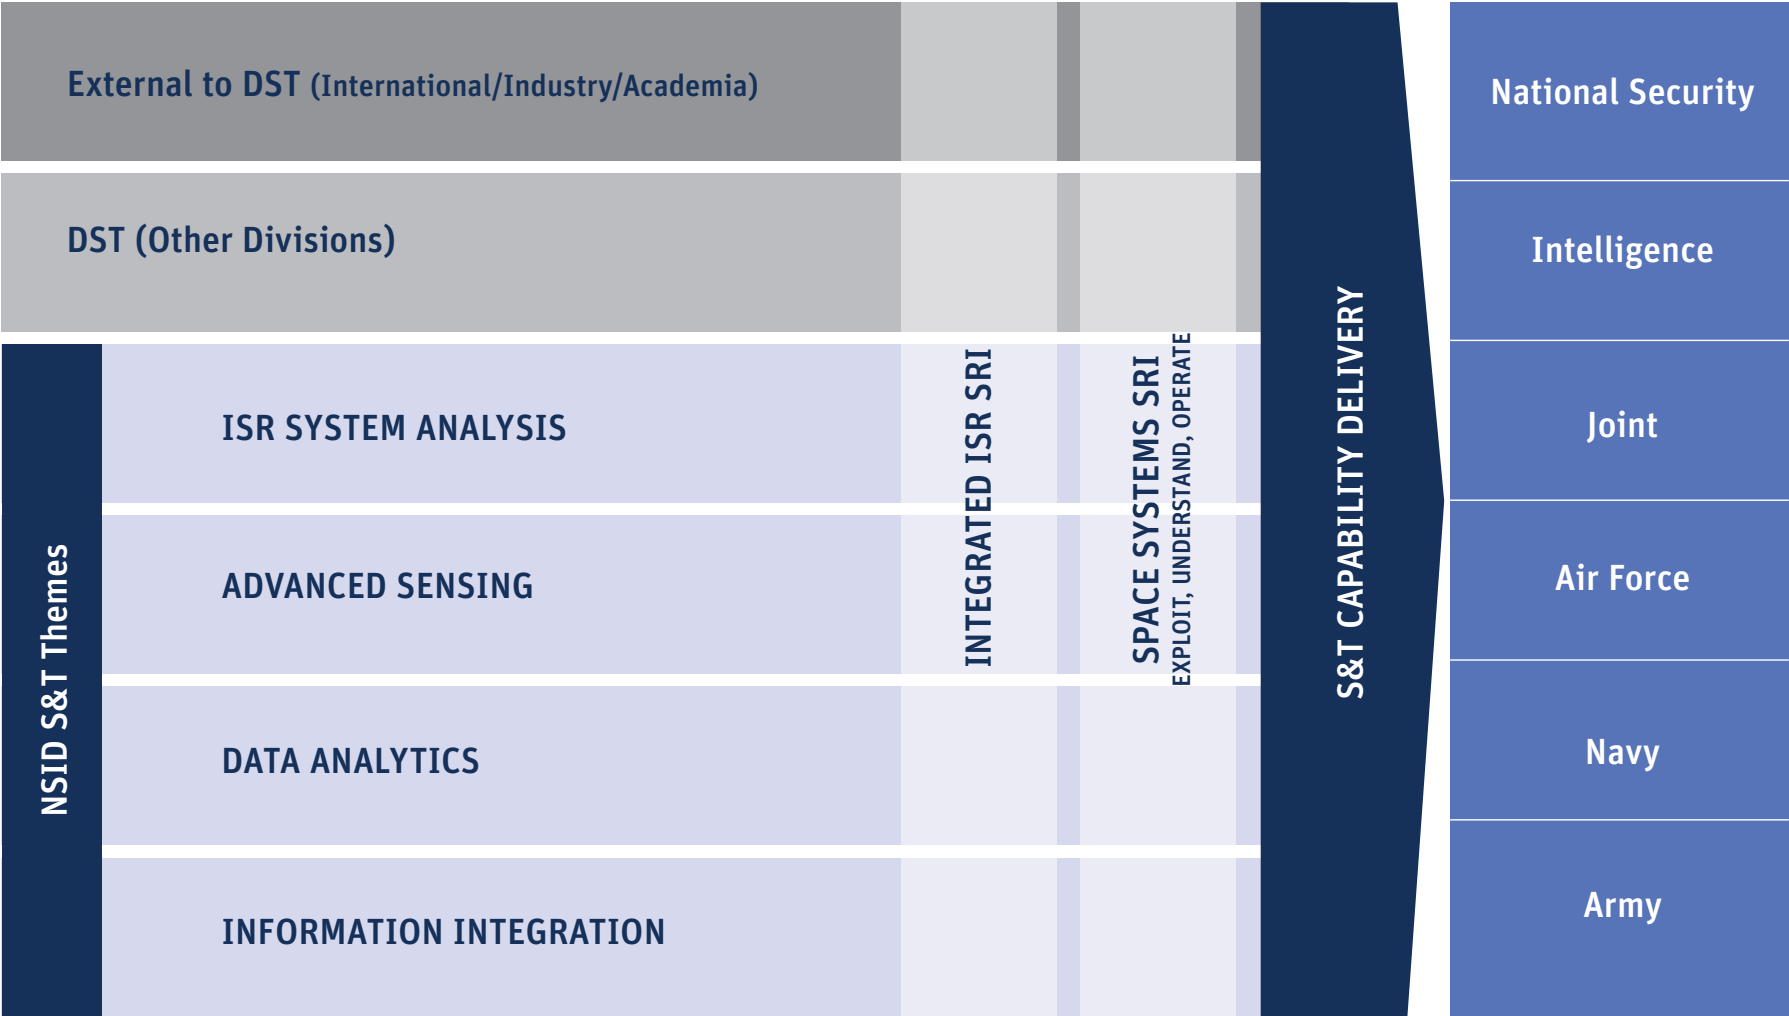 External to DST (International/Industry/Academia)
DST (Other Divisions)
NSID S&T Themes
ISR SYSTEM ANALYSIS
ADVANCED SENSING
DATA ANALYTICS
INFORMATION INTEGRATION
INTEGRATED ISR SRI
SPACE SYSTEMS SRI
EXPLOIT, UNDERSTAND, OPERATE
S&T CAPABILITY DELIVERY
National Security
Intelligence
Joint
Air Force
Navy
Army